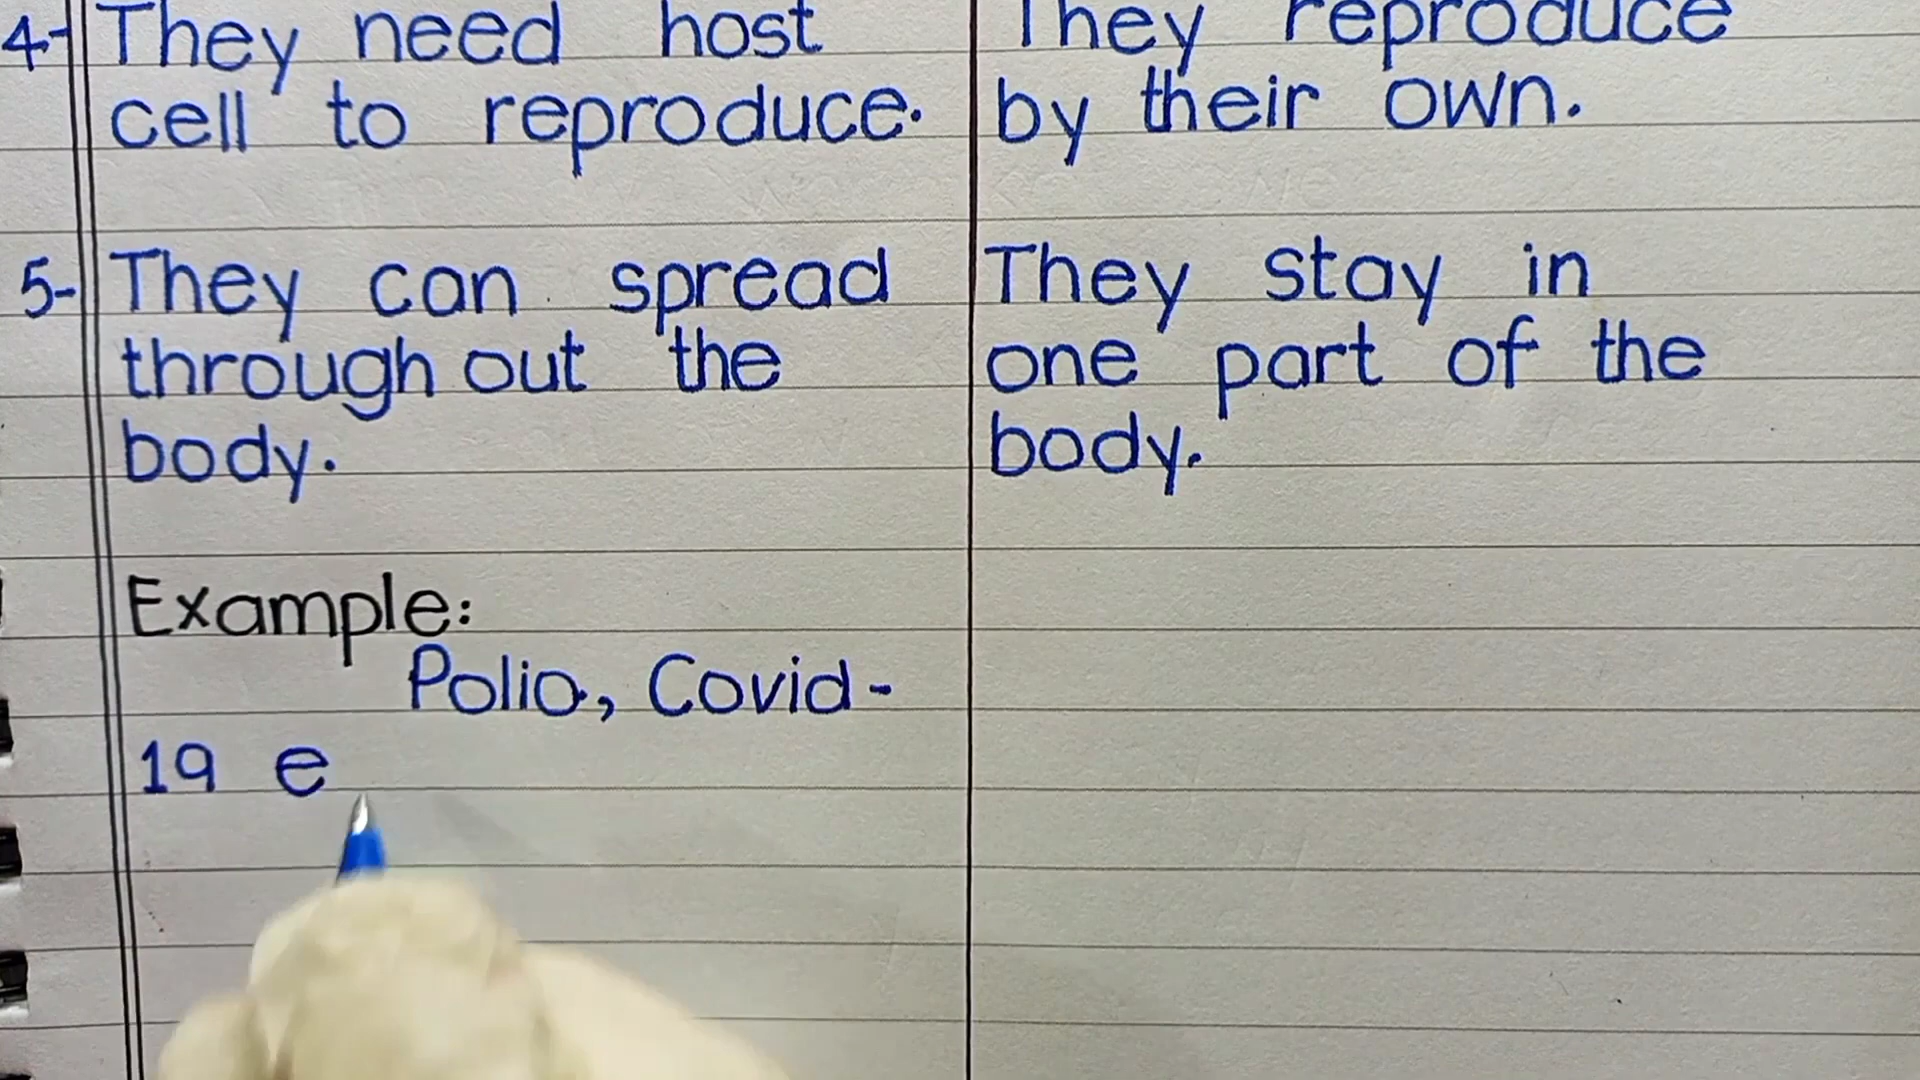 4- They need host
cell to reproduce.
They reproduce
by their own.
5- They can spread
through out the
body.
They stay in
one part of the
body.
Example:
Polio, Covid-
19 e